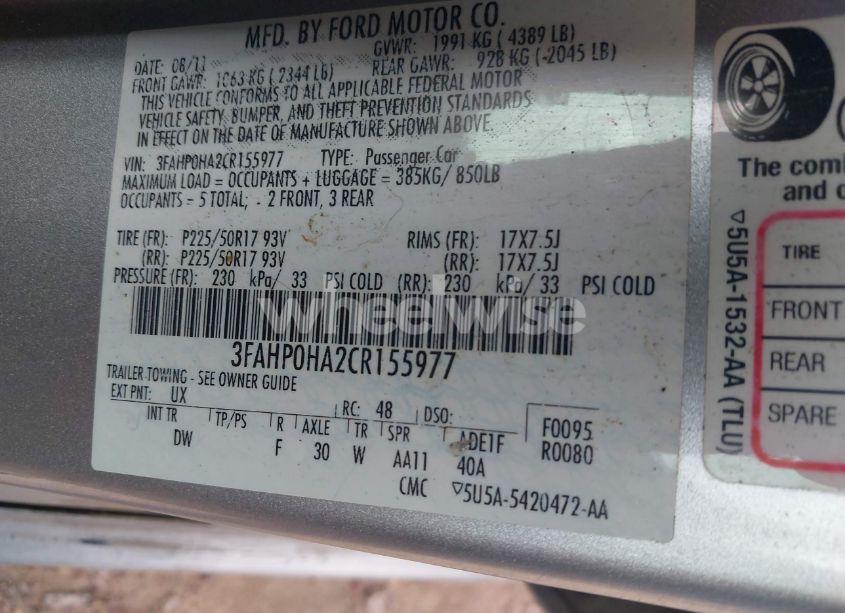 MFD. BY FORD MOTOR CO.
DATE: 08/11
GVWR: 1991 KG ( 4389 LB)
FRONT GAWR: 1063 KG ( 2344 LB)
REAR GAWR: 928 KG (-2045 LB)
THIS VEHICLE CONFORMS TO ALL APPLICABLE FEDERAL MOTOR
VEHICLE SAFETY, BUMPER, AND THEFT PREVENTION STANDARDS
IN EFFECT ON THE DATE OF MANUFACTURE SHOWN ABOVE.
VIN: 3FAHP0HA2CR155977 TYPE: Passenger Car
MAXIMUM LOAD = OCCUPANTS + LUGGAGE = 385KG/ 850LB
OCCUPANTS = 5 TOTAL; - 2 FRONT, 3 REAR
TIRE (FR): P225/50R17 93V RIMS (FR): 17X7.5J
(RR): P225/50R17 93V (RR): 17X7.5J
PRESSURE (FR): 230 kPa/ 33 PSI COLD (RR): 230 kPa/ 33 PSI COLD
wheelwise
3FAHP0HA2CR155977
TRAILER TOWING - SEE OWNER GUIDE
EXT PNT: UX RC: 48 DSO:
INT TR TP/PS R AXLE TR SPR ADE1F F0095
DW F 30 W AA11 40A R0080
CMC ▽5U5A-5420472-AA
The
and
▽5U5A-1532-AA (TLU)
TIRE
FRONT
REAR
SPARE